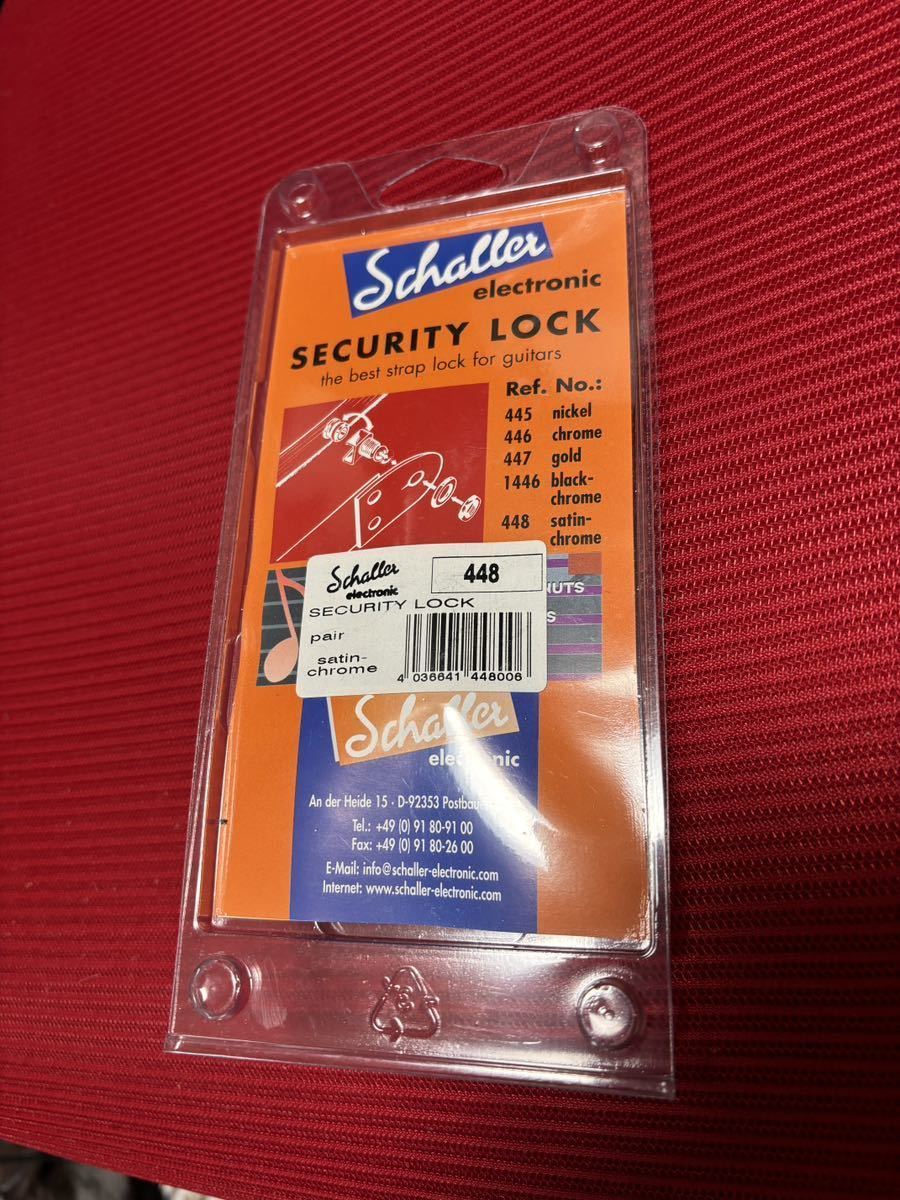 Schaller
electronic
SECURITY LOCK
the best strap lock for guitars
Ref. No.:
445 nickel
446 chrome
447 gold
1446 black-
chrome
448 satin-
chrome
Schaller
electronic
448
SECURITY LOCK
pair
satin-
chrome
4 036641 448006
Schaller
electronic
An der Heide 15 · D-92353
Tel.: +49 (0) 91 80-91 00
Fax: +49 (0) 91 80-26 00
E-Mail: info@schaller-electronic.com
Internet: www.schaller-electronic.com